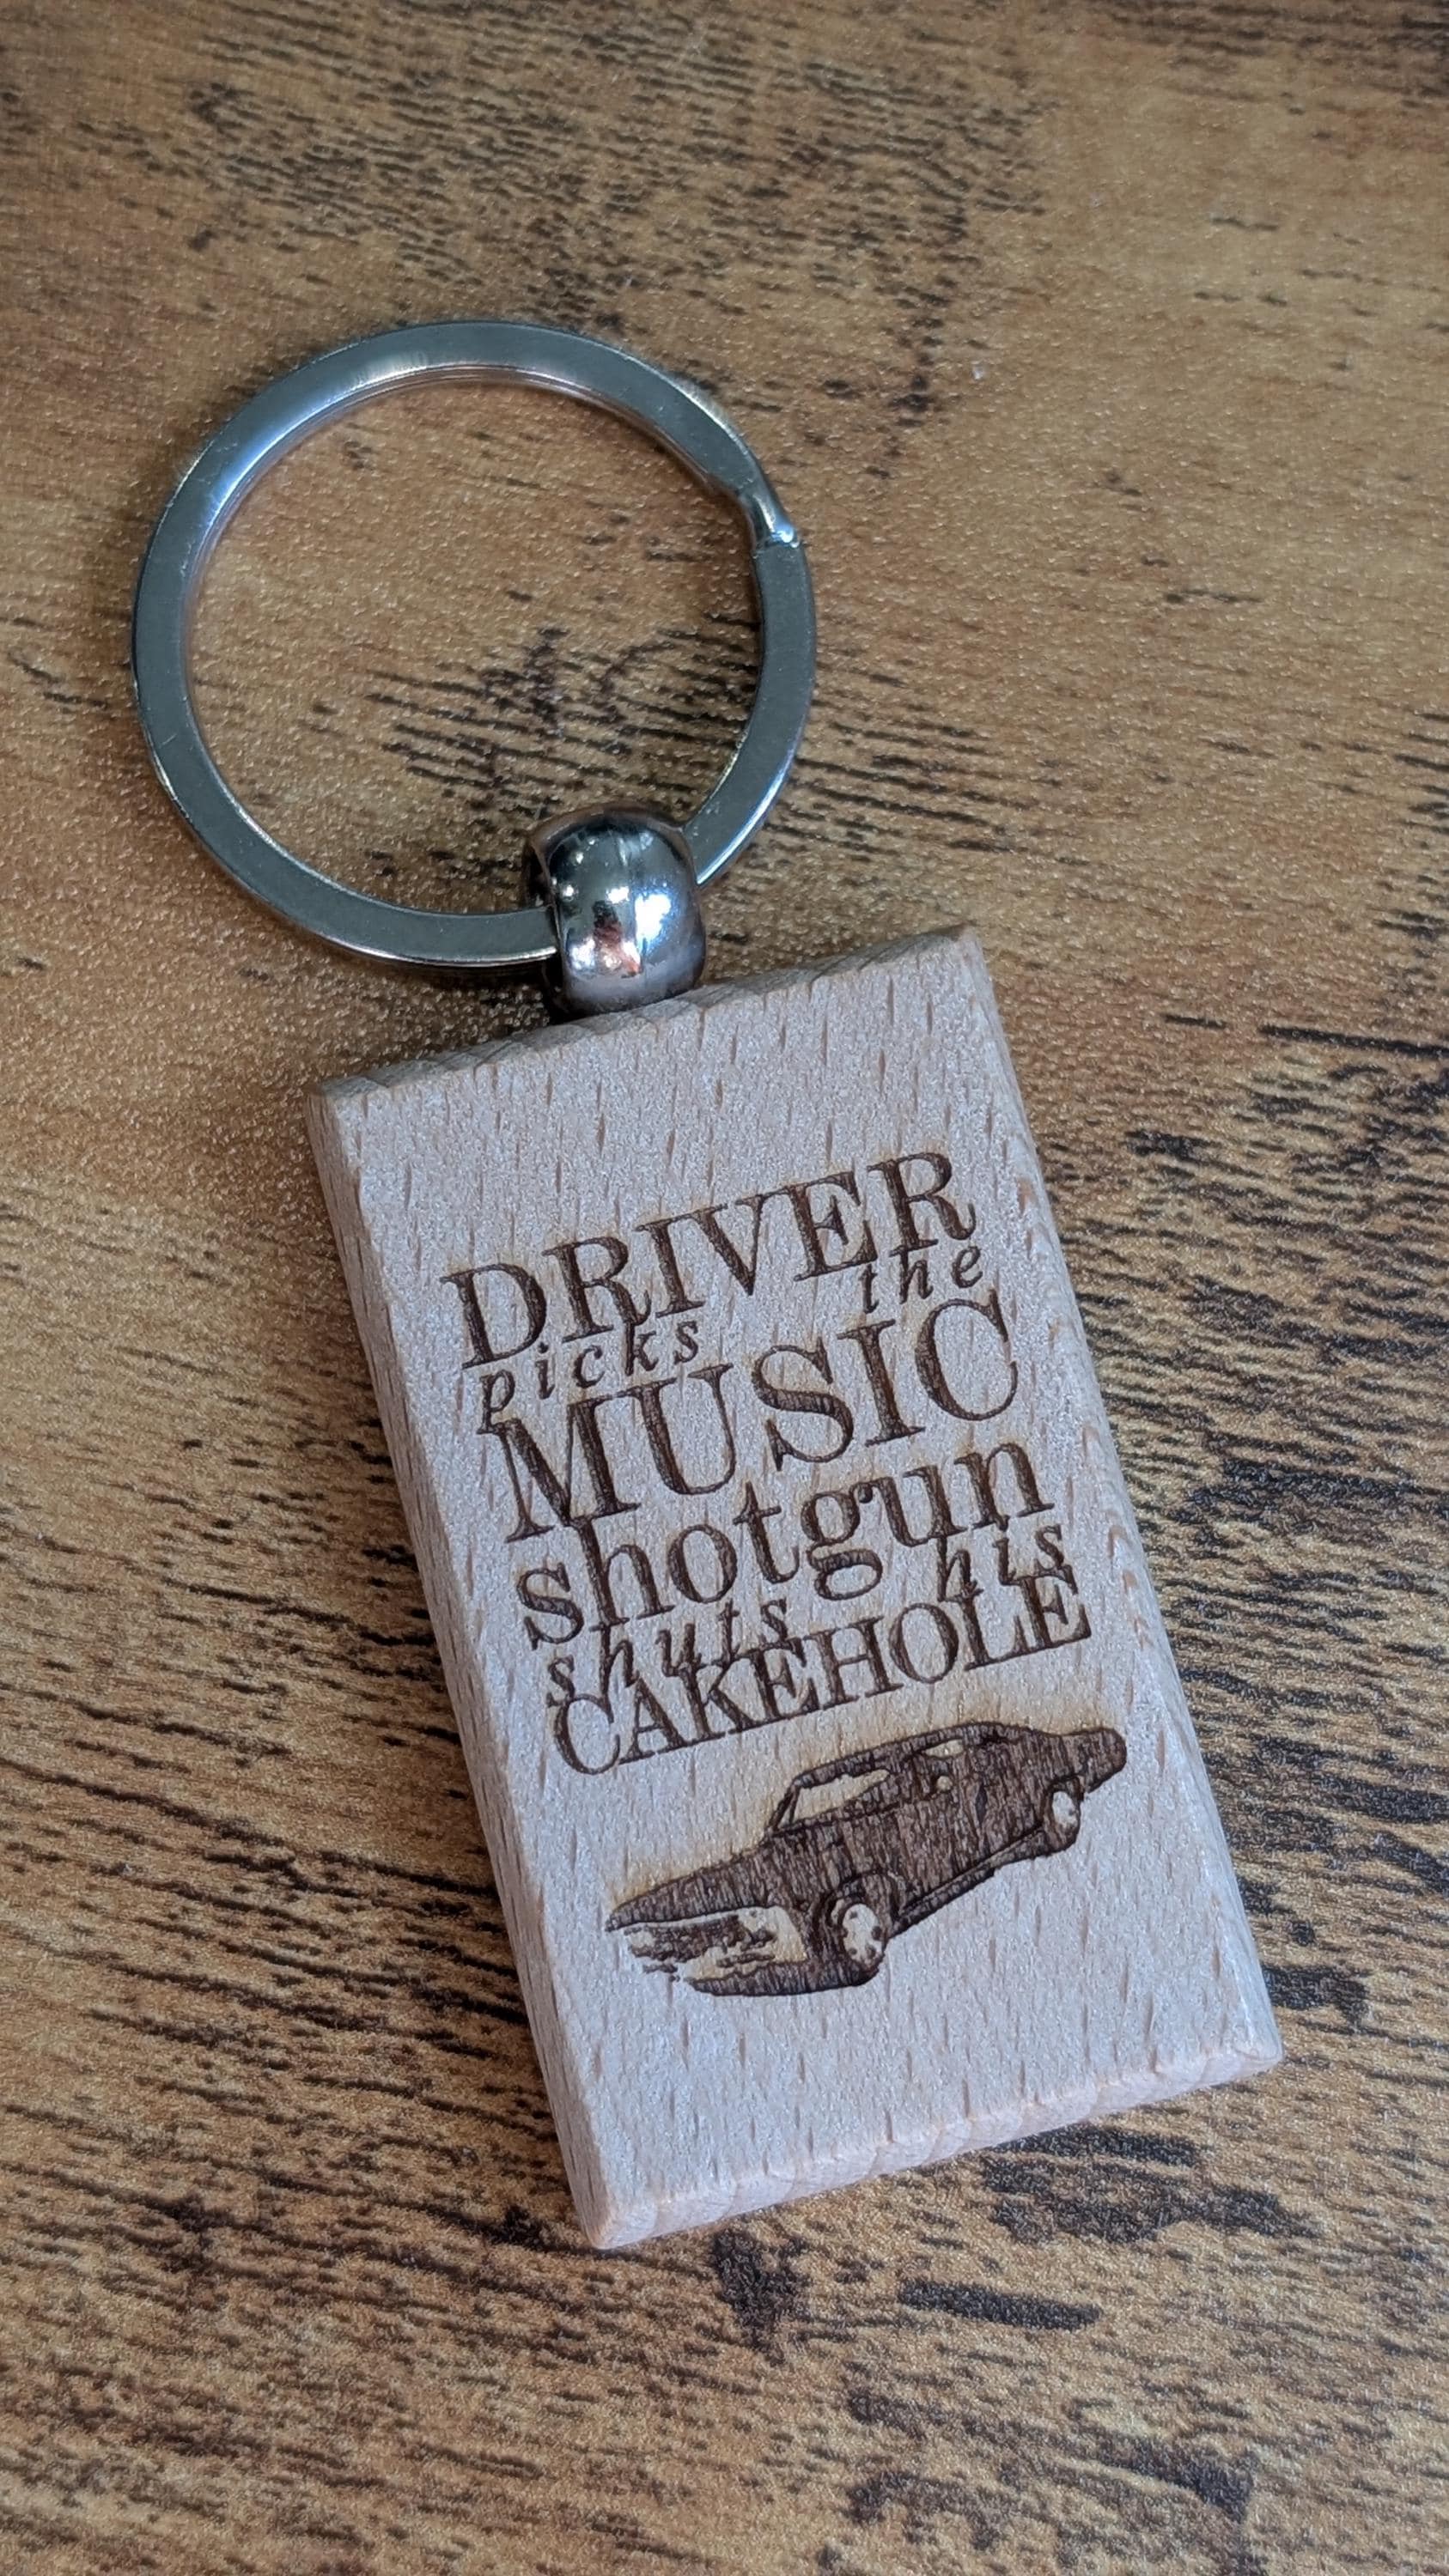 DRIVER
picks the
MUSIC
shotgun
shuts his
CAKEHOLE